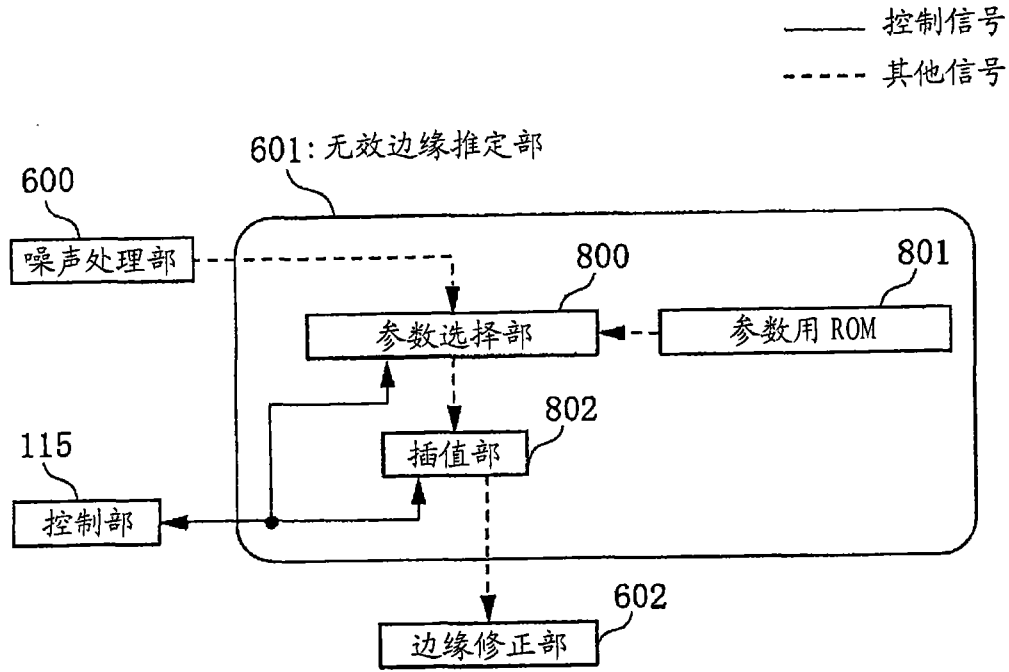 控制信号
其他信号
601:无效边缘推定部
600
噪声处理部
800
801
参数选择部
参数用 ROM
802
插值部
115
控制部
602
边缘修正部